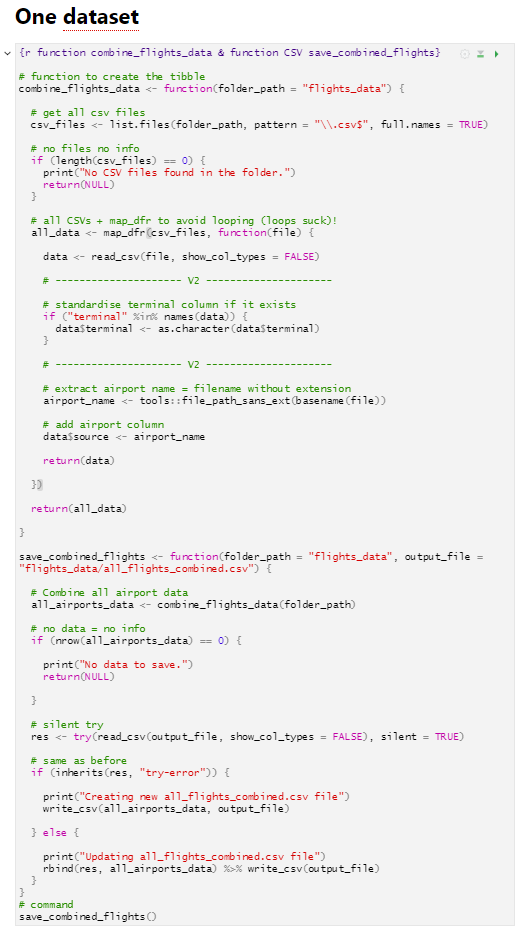 One dataset
{r function combine_flights_data & function CSV save_combined_flights}
# function to create the tibble
combine_flights_data <- function(folder_path = "flights_data") {
# get all csv files
csv_files <- list.files(folder_path, pattern = "\\.csv$", full.names = TRUE)
# no files no info
if (length(csv_files) == 0) {
print("No CSV files found in the folder.")
return(NULL)
}
# all CSVs + map_dfr to avoid looping (loops suck)!
all_data <- map_dfr(csv_files, function(file) {
data <- read_csv(file, show_col_types = FALSE)
# --------------------- V2 ---------------------
# standardise terminal column if it exists
if ("terminal" %in% names(data)) {
data$terminal <- as.character(data$terminal)
}
# --------------------- V2 ---------------------
# extract airport name = filename without extension
airport_name <- tools::file_path_sans_ext(basename(file))
# add airport column
data$source <- airport_name
return(data)
})
return(all_data)
}
save_combined_flights <- function(folder_path = "flights_data", output_file =
"flights_data/all_flights_combined.csv") {
# Combine all airport data
all_airports_data <- combine_flights_data(folder_path)
# no data = no info
if (nrow(all_airports_data) == 0) {
print("No data to save.")
return(NULL)
}
# silent try
res <- try(read_csv(output_file, show_col_types = FALSE), silent = TRUE)
# same as before
if (inherits(res, "try-error")) {
print("Creating new all_flights_combined.csv file")
write_csv(all_airports_data, output_file)
} else {
print("Updating all_flights_combined.csv file")
rbind(res, all_airports_data) %>% write_csv(output_file)
}
}
# command
save_combined_flights()